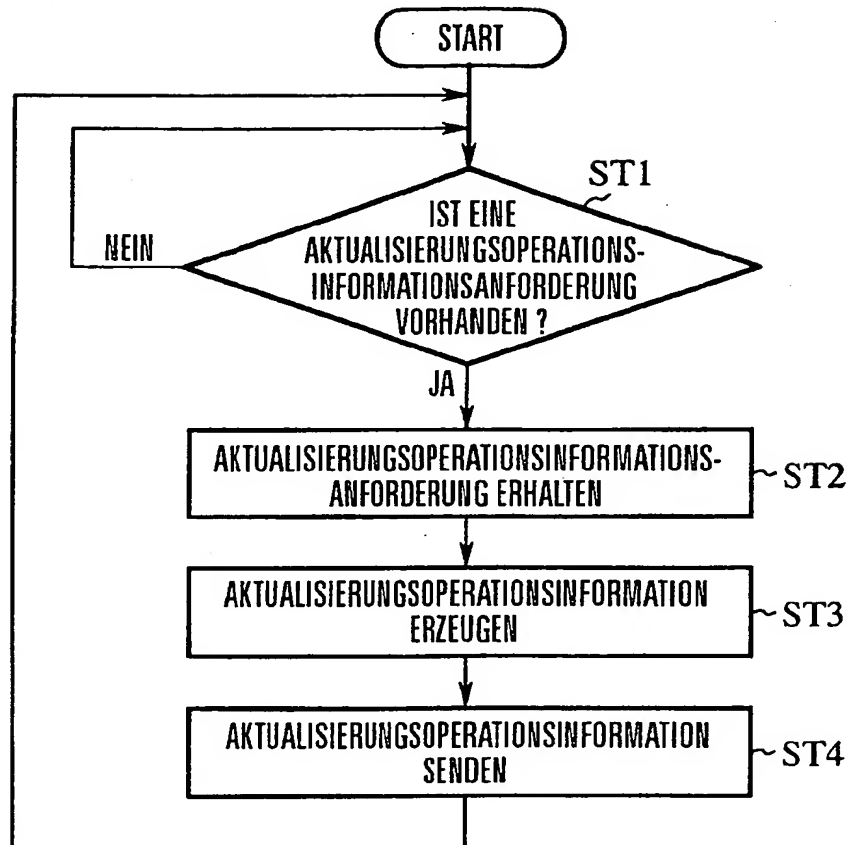 START
ST1
IST EINE
AKTUALISIERUNGSOPERATIONS-
INFORMATIONSANFORDERUNG
VORHANDEN ?
NEIN
JA
AKTUALISIERUNGSOPERATIONSINFORMATIONS-
ANFORDERUNG ERHALTEN
ST2
AKTUALISIERUNGSOPERATIONSINFORMATION
ERZEUGEN
ST3
AKTUALISIERUNGSOPERATIONSINFORMATION
SENDEN
ST4